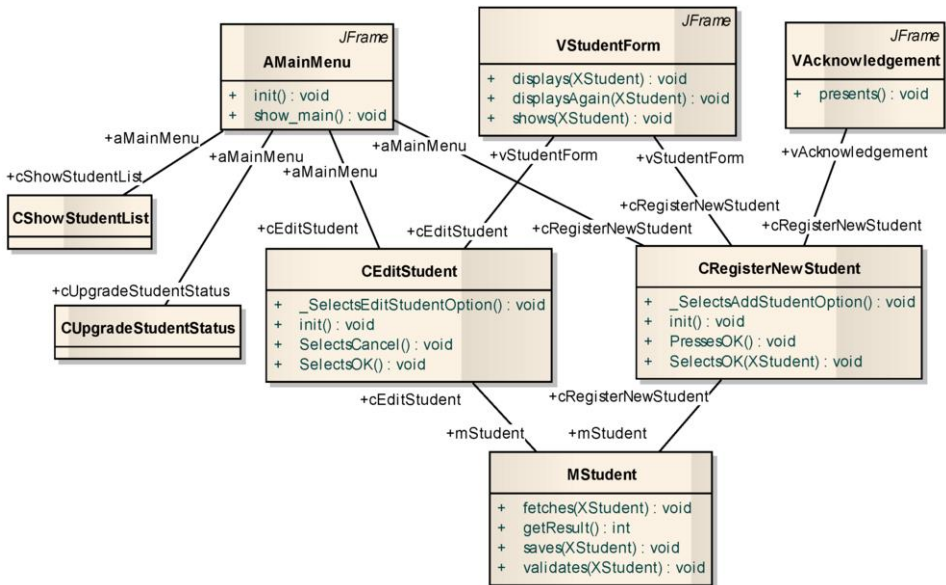 JFrame
AMainMenu
+ init() : void
+ show_main() : void
JFrame
VStudentForm
+ displays(XStudent) : void
+ displaysAgain(XStudent) : void
+ shows(XStudent) : void
JFrame
VAcknowledgement
+ presents() : void
+aMainMenu
+aMainMenu
+aMainMenu
+aMainMenu
+vStudentForm
+vStudentForm
+vAcknowledgement
+cShowStudentList
CShowStudentList
+cUpgradeStudentStatus
CUpgradeStudentStatus
+cEditStudent
+cEditStudent
+cRegisterNewStudent
+cRegisterNewStudent
+cRegisterNewStudent
CEditStudent
+ _SelectsEditStudentOption() : void
+ init() : void
+ SelectsCancel() : void
+ SelectsOK() : void
CRegisterNewStudent
+ _SelectsAddStudentOption() : void
+ init() : void
+ PressesOK() : void
+ SelectsOK(XStudent) : void
+cEditStudent
+cRegisterNewStudent
+mStudent
+mStudent
MStudent
+ fetches(XStudent) : void
+ getResult() : int
+ saves(XStudent) : void
+ validates(XStudent) : void